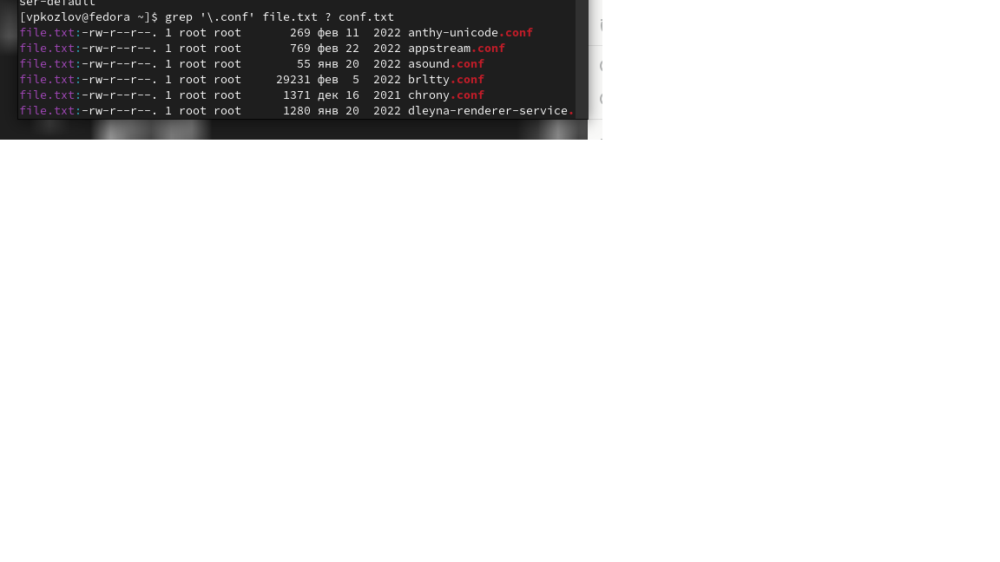 ser-default
[vpkozlov@fedora ~]$ grep '\.conf' file.txt ? conf.txt
file.txt:-rw-r--r--. 1 root root       269 фев 11  2022 anthy-unicode.conf
file.txt:-rw-r--r--. 1 root root       769 фев 22  2022 appstream.conf
file.txt:-rw-r--r--. 1 root root        55 янв 20  2022 asound.conf
file.txt:-rw-r--r--. 1 root root     29231 фев  5  2022 brltty.conf
file.txt:-rw-r--r--. 1 root root      1371 дек 16  2021 chrony.conf
file.txt:-rw-r--r--. 1 root root      1280 янв 20  2022 dleyna-renderer-service.